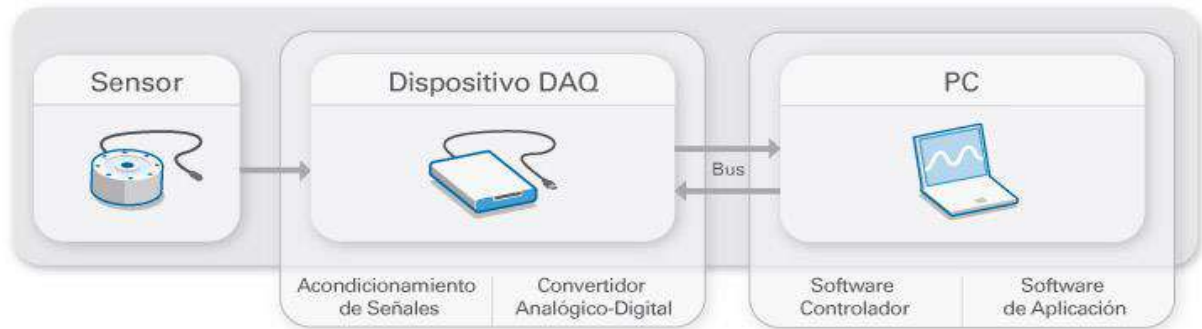 Sensor
Dispositivo DAQ
PC
Bus
Acondicionamiento
de Señales
Convertidor
Analógico-Digital
Software
Controlador
Software
de Aplicación